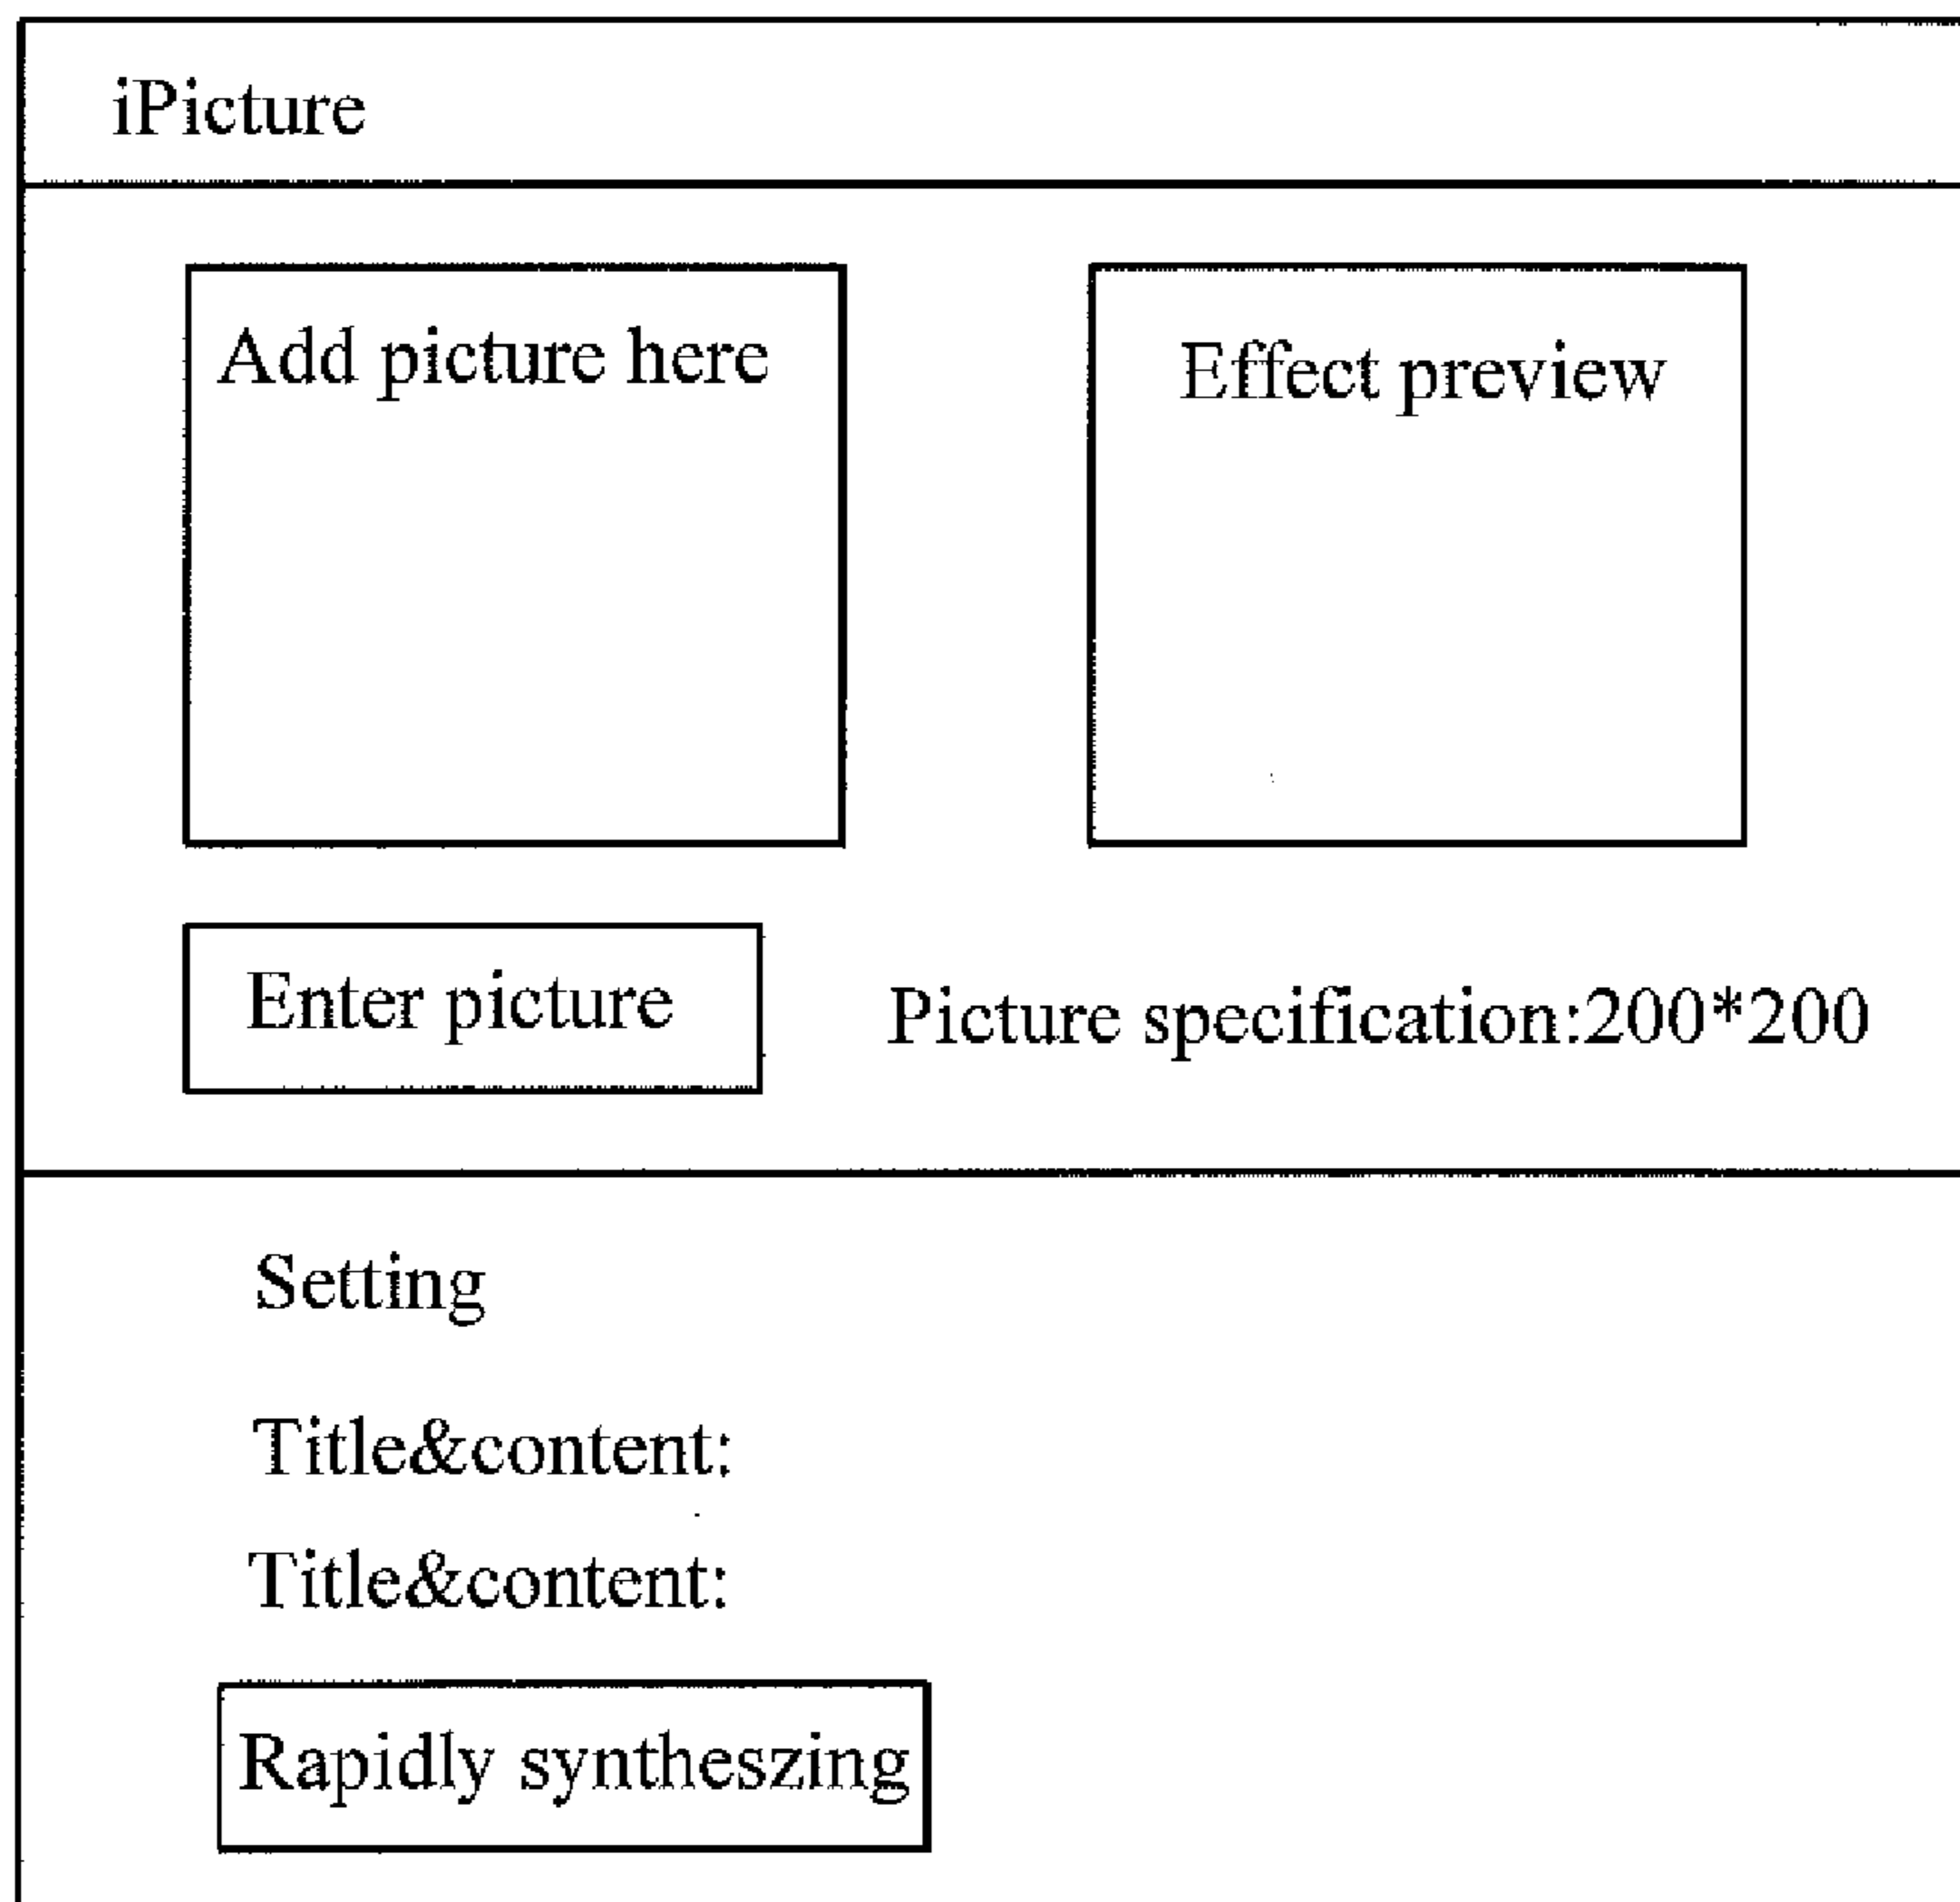 iPicture
Add picture here
Effect preview
Enter picture
Picture specification:200*200
Setting
Title&content:
Title&content:
Rapidly syntheszing